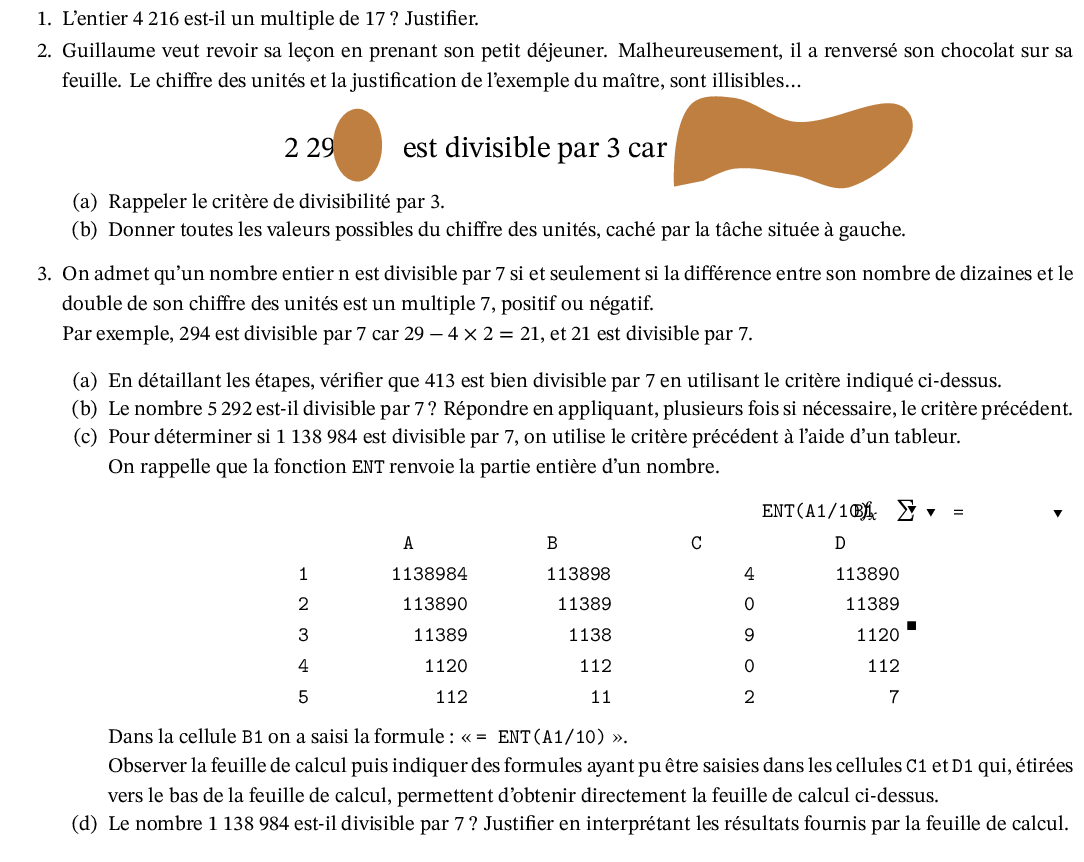 1. L'entier 4 216 est-il un multiple de 17 ? Justifier.
2. Guillaume veut revoir sa leçon en prenant son petit déjeuner. Malheureusement, il a renversé son chocolat sur sa
feuille. Le chiffre des unités et la justification de l'exemple du maître, sont illisibles...
2 29 est divisible par 3 car
(a) Rappeler le critère de divisibilité par 3.
(b) Donner toutes les valeurs possibles du chiffre des unités, caché par la tâche située à gauche.
3. On admet qu'un nombre entier n est divisible par 7 si et seulement si la différence entre son nombre de dizaines et le
double de son chiffre des unités est un multiple 7, positif ou négatif.
Par exemple, 294 est divisible par 7 car 29 − 4 × 2 = 21, et 21 est divisible par 7.
(a) En détaillant les étapes, vérifier que 413 est bien divisible par 7 en utilisant le critère indiqué ci-dessus.
(b) Le nombre 5 292 est-il divisible par 7 ? Répondre en appliquant, plusieurs fois si nécessaire, le critère précédent.
(c) Pour déterminer si 1 138 984 est divisible par 7, on utilise le critère précédent à l'aide d'un tableur.
On rappelle que la fonction ENT renvoie la partie entière d'un nombre.
ENT(A1/10) Σ ▼ =  ▼
A B C D
1 1138984 113898 4 113890
2 113890 11389 0 11389
3 11389 1138 9 1120
4 1120 112 0 112
5 112 11 2 7
Dans la cellule B1 on a saisi la formule : « = ENT(A1/10) ».
Observer la feuille de calcul puis indiquer des formules ayant pu être saisies dans les cellules C1 et D1 qui, étirées
vers le bas de la feuille de calcul, permettent d'obtenir directement la feuille de calcul ci-dessus.
(d) Le nombre 1 138 984 est-il divisible par 7 ? Justifier en interprétant les résultats fournis par la feuille de calcul.